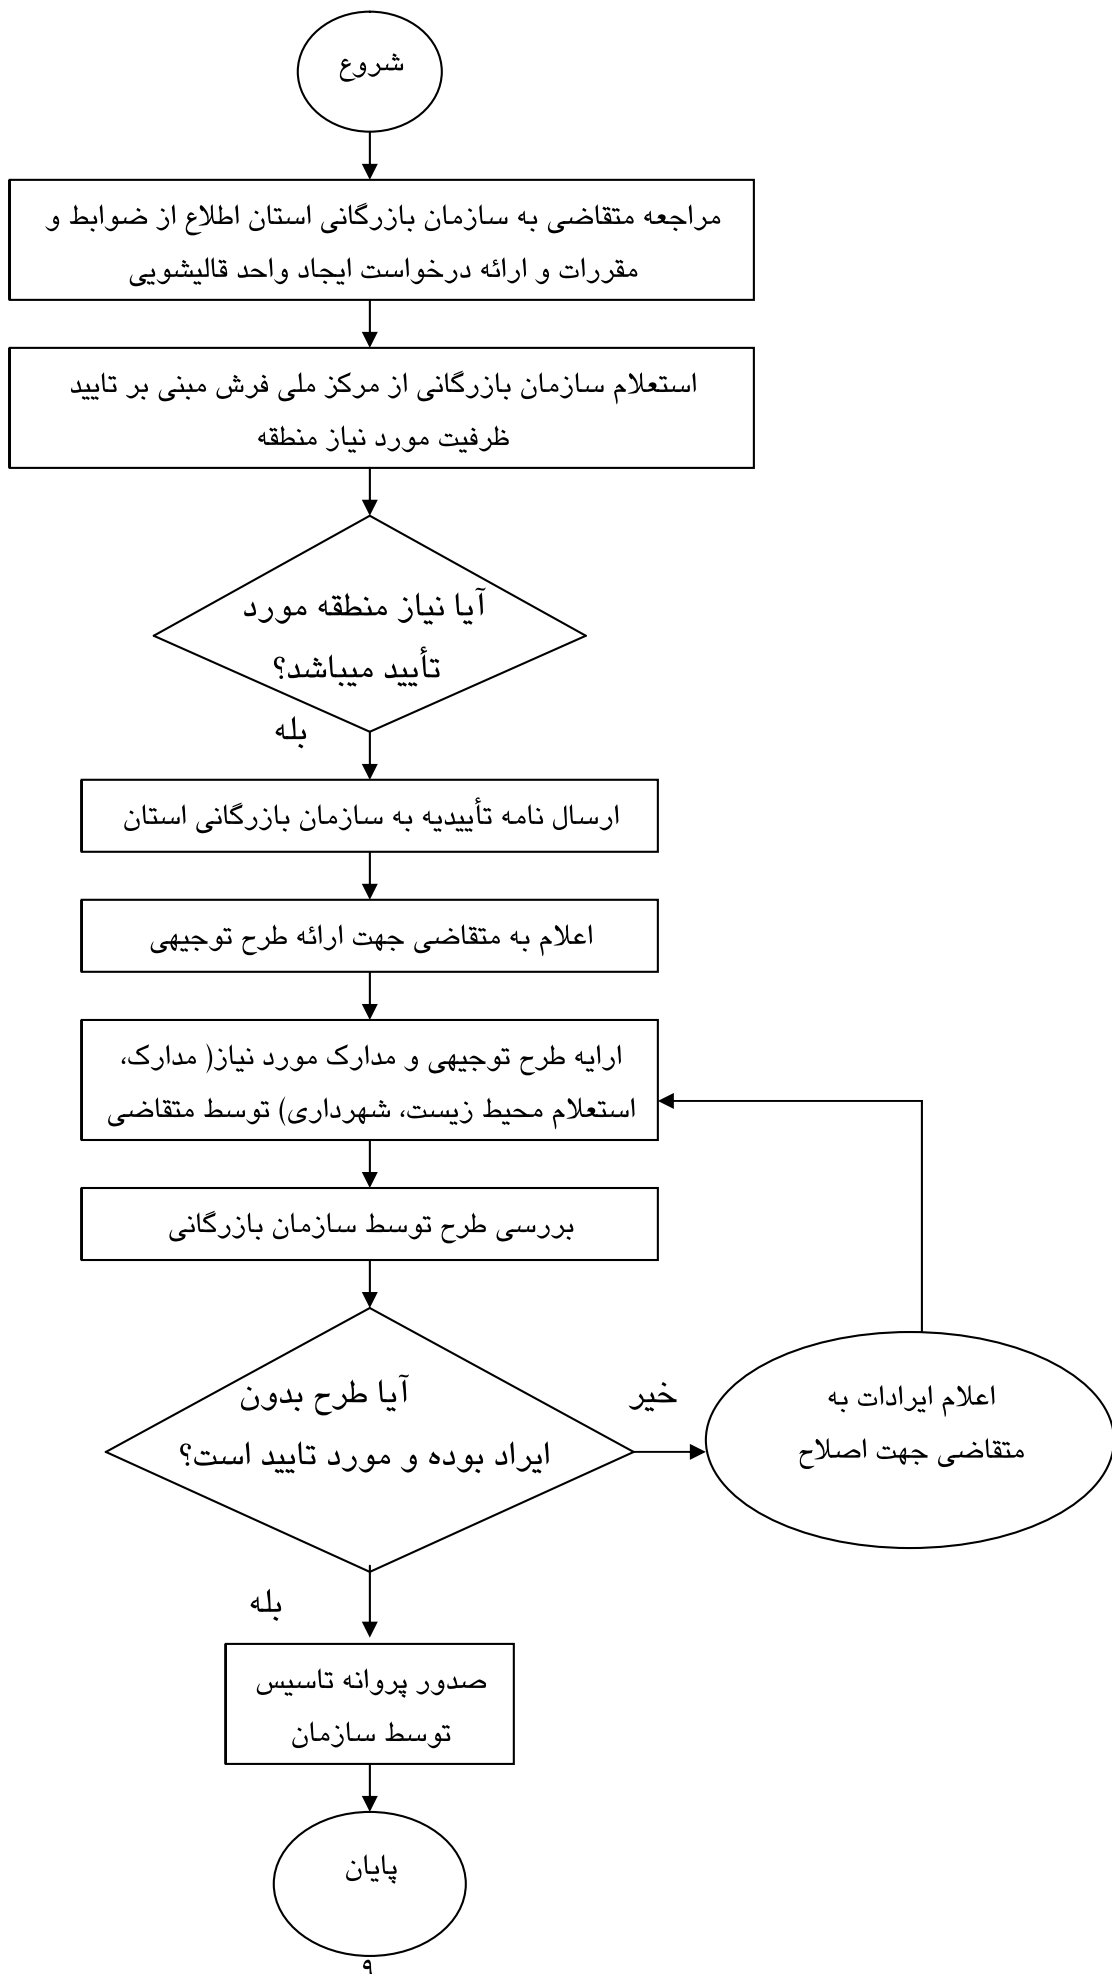 شروع
مراجعه متقاضی به سازمان بازرگانی استان اطلاع از ضوابط و
مقررات و ارائه درخواست ایجاد واحد قالیشویی
استعلام سازمان بازرگانی از مرکز ملی فرش مبنی بر تایید
ظرفیت مورد نیاز منطقه
آیا نیاز منطقه مورد
تأیید میباشد؟
بله
ارسال نامه تأییدیه به سازمان بازرگانی استان
اعلام به متقاضی جهت ارائه طرح توجیهی
ارایه طرح توجیهی و مدارک مورد نیاز( مدارک،
استعلام محیط زیست، شهرداری) توسط متقاضی
بررسی طرح توسط سازمان بازرگانی
آیا طرح بدون
ایراد بوده و مورد تایید است؟
خیر
اعلام ایرادات به
متقاضی جهت اصلاح
بله
صدور پروانه تاسیس
توسط سازمان
پایان
۹